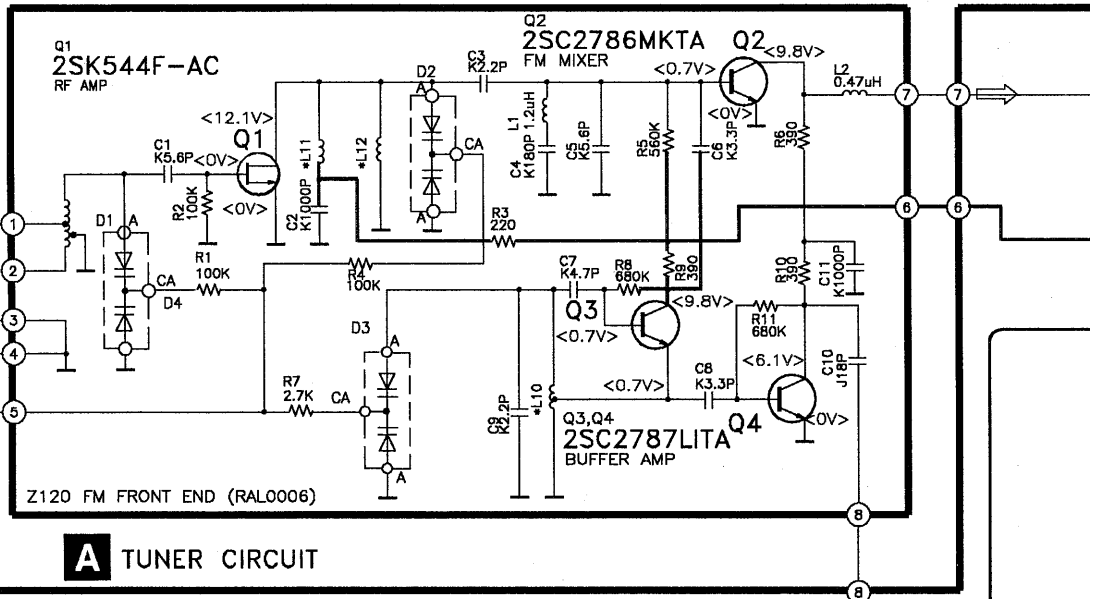 Q1
2SK544F-AC
RF AMP
Q2
2SC2786MKTA
FM MIXER
Q2
<9.8V>
<0.7V>
<0V>
C3
K2.2P
D2
A
CA
A
L2
0.47uH
7
7
<12.1V>
Q1
<0V>
<0V>
C1
K5.6P
R2
100K
*L11
C2
K1000P
*L12
L1
1.2uH
C4
K180P
C5
K5.6P
R5
560K
C6
K3.3P
R6
390
1
2
3
4
5
D1
A
CA
D4
R1
100K
R3
220
6
6
R4
100K
C7
K4.7P
R8
680K
R9
390
R10
390
C11
K1000P
Q3
<9.8V>
<0.7V>
<0.7V>
R11
680K
<6.1V>
C10
J18P
D3
A
CA
A
R7
2.7K
C9
K2.2P
*L10
C8
K3.3P
Q4
<0V>
Q3,Q4
2SC2787LITA
BUFFER AMP
Z120 FM FRONT END (RAL0006)
8
A TUNER CIRCUIT
8